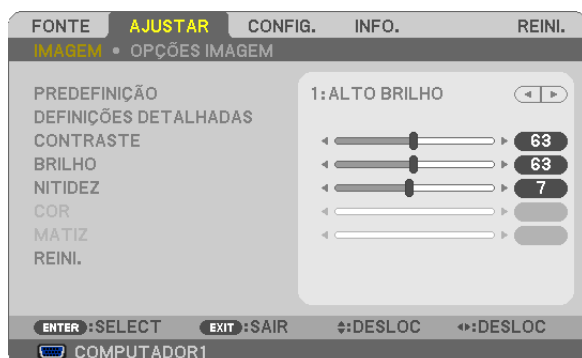 FONTE AJUSTAR CONFIG. INFO. REINI.
IMAGEM • OPÇÕES IMAGEM
PREDEFINIÇÃO 1:ALTO BRILHO
DEFINIÇÕES DETALHADAS
CONTRASTE 63
BRILHO 63
NITIDEZ 7
COR
MATIZ
REINI.
ENTER:SELECT EXIT:SAIR :DESLOC :DESLOC
COMPUTADOR1